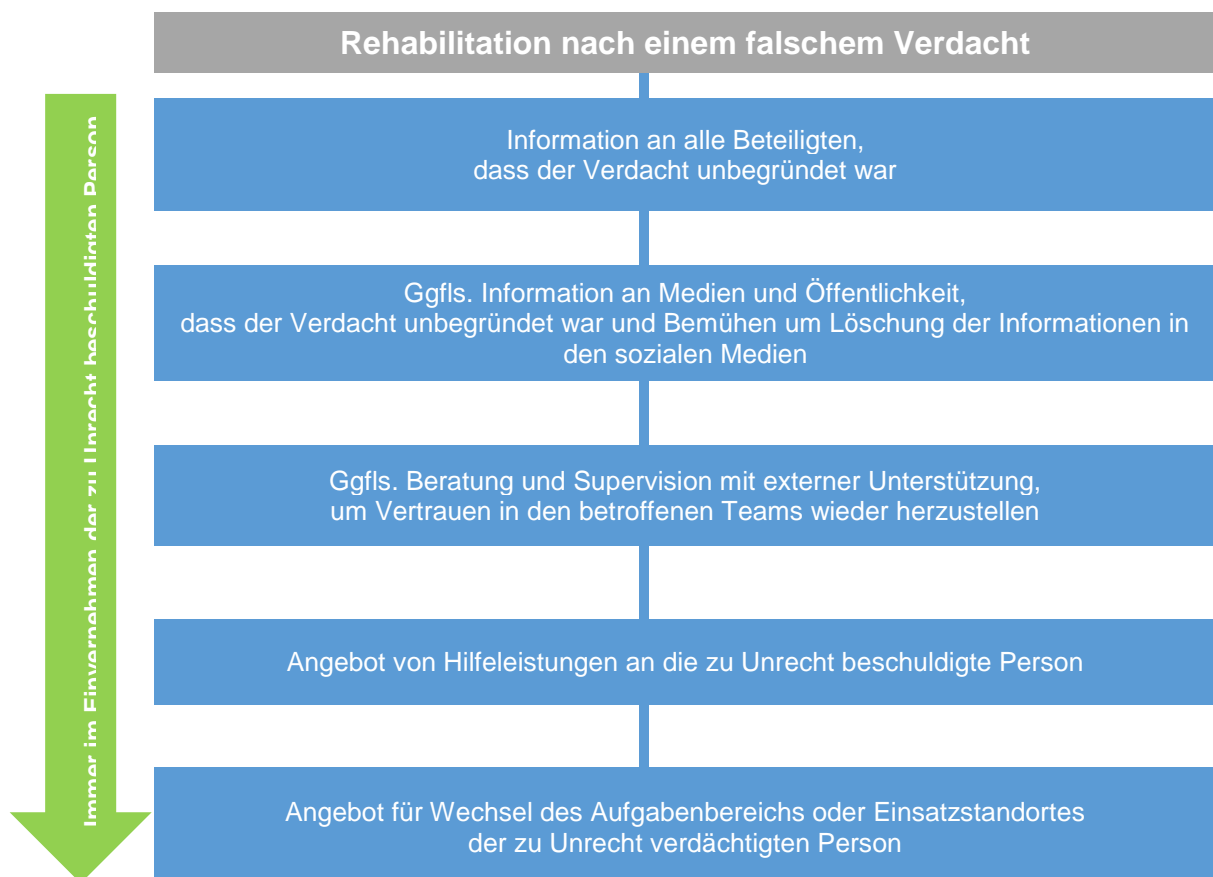 Rehabilitation nach einem falschem Verdacht
Immer im Einvernehmen der zu Unrecht beschuldigten Person
Information an alle Beteiligten,
dass der Verdacht unbegründet war
Ggfls. Information an Medien und Öffentlichkeit,
dass der Verdacht unbegründet war und Bemühen um Löschung der Informationen in
den sozialen Medien
Ggfls. Beratung und Supervision mit externer Unterstützung,
um Vertrauen in den betroffenen Teams wieder herzustellen
Angebot von Hilfeleistungen an die zu Unrecht beschuldigte Person
Angebot für Wechsel des Aufgabenbereichs oder Einsatzstandortes
der zu Unrecht verdächtigten Person